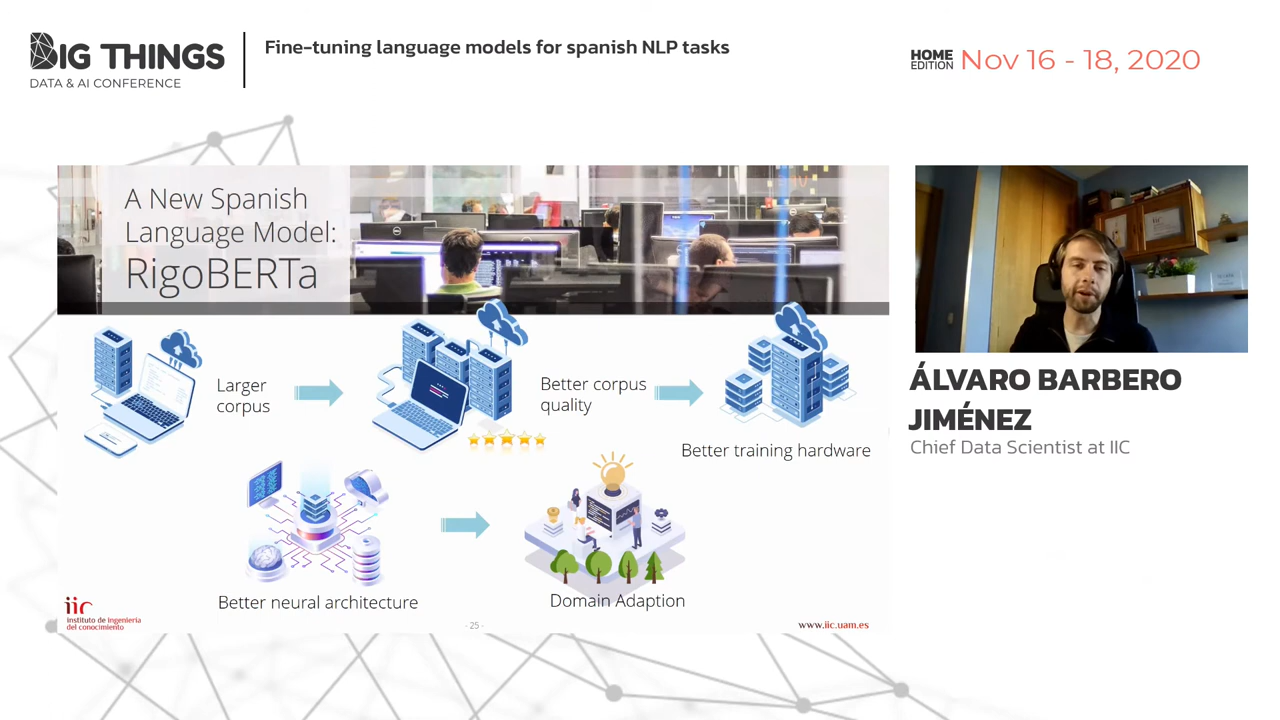 BIG THINGS
DATA & AI CONFERENCE
Fine-tuning language models for spanish NLP tasks
HOME
EDITION
Nov 16 - 18, 2020
A New Spanish
Language Model:
RigoBERTa
Larger
corpus
Better corpus
quality
Better training hardware
Better neural architecture
Domain Adaption
iic
instituto de ingeniería
del conocimiento
- 25 -
www.iic.uam.es
ÁLVARO BARBERO
JIMÉNEZ
Chief Data Scientist at IIC